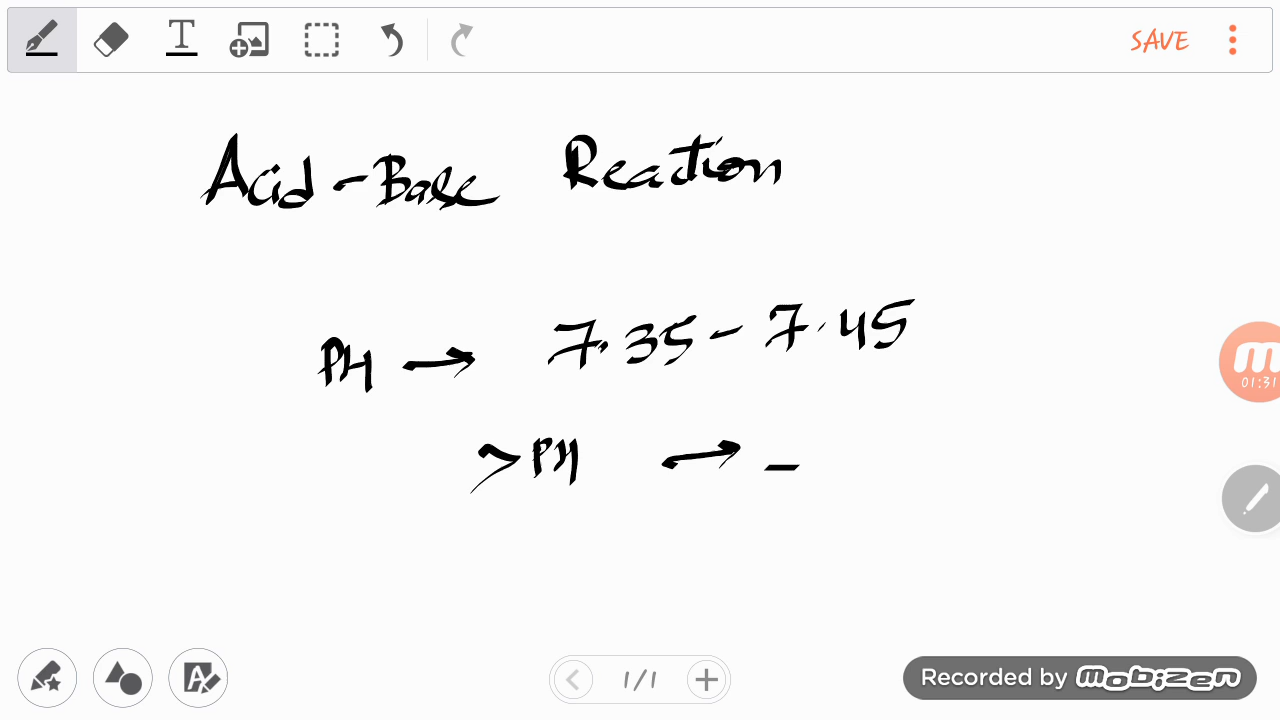 T
SAVE
Acid-Base Reaction
PH → 7.35 - 7.45
01:31
>PH → -
A
1/1
Recorded by mobizen